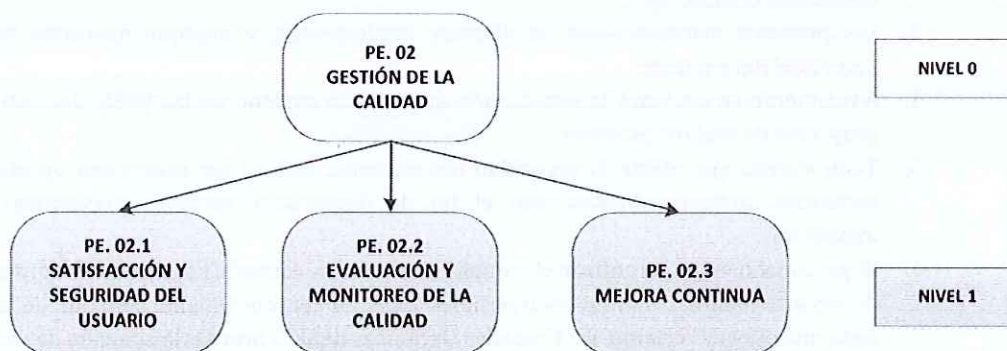 PE. 02
GESTIÓN DE LA
CALIDAD
NIVEL 0
PE. 02.1
SATISFACCIÓN Y
SEGURIDAD DEL
USUARIO
PE. 02.2
EVALUACIÓN Y
MONITOREO DE LA
CALIDAD
PE. 02.3
MEJORA CONTINUA
NIVEL 1